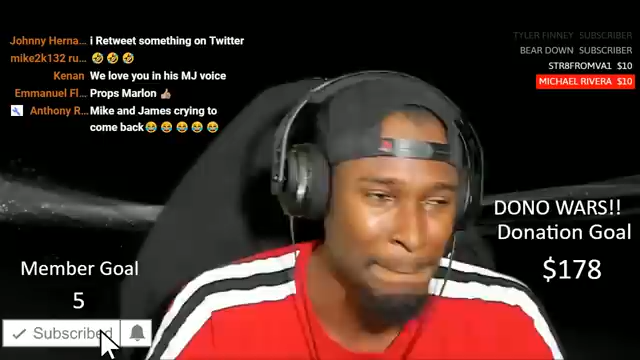 Johnny Herna... i Retweet something on Twitter
mike2k132 ru... 🤣 🤣 🤣
Kenan We love you in his MJ voice
Emmanuel Fl... Props Marlon 👍🏽
Anthony R... Mike and James crying to
come back😂 😂 😂 😂 😂
TYLER FINNEY SUBSCRIBER
BEAR DOWN SUBSCRIBER
STR8FROMVA1 $10
MICHAEL RIVERA $10
DONO WARS!!
Donation Goal
$178
Member Goal
5
Subscribed